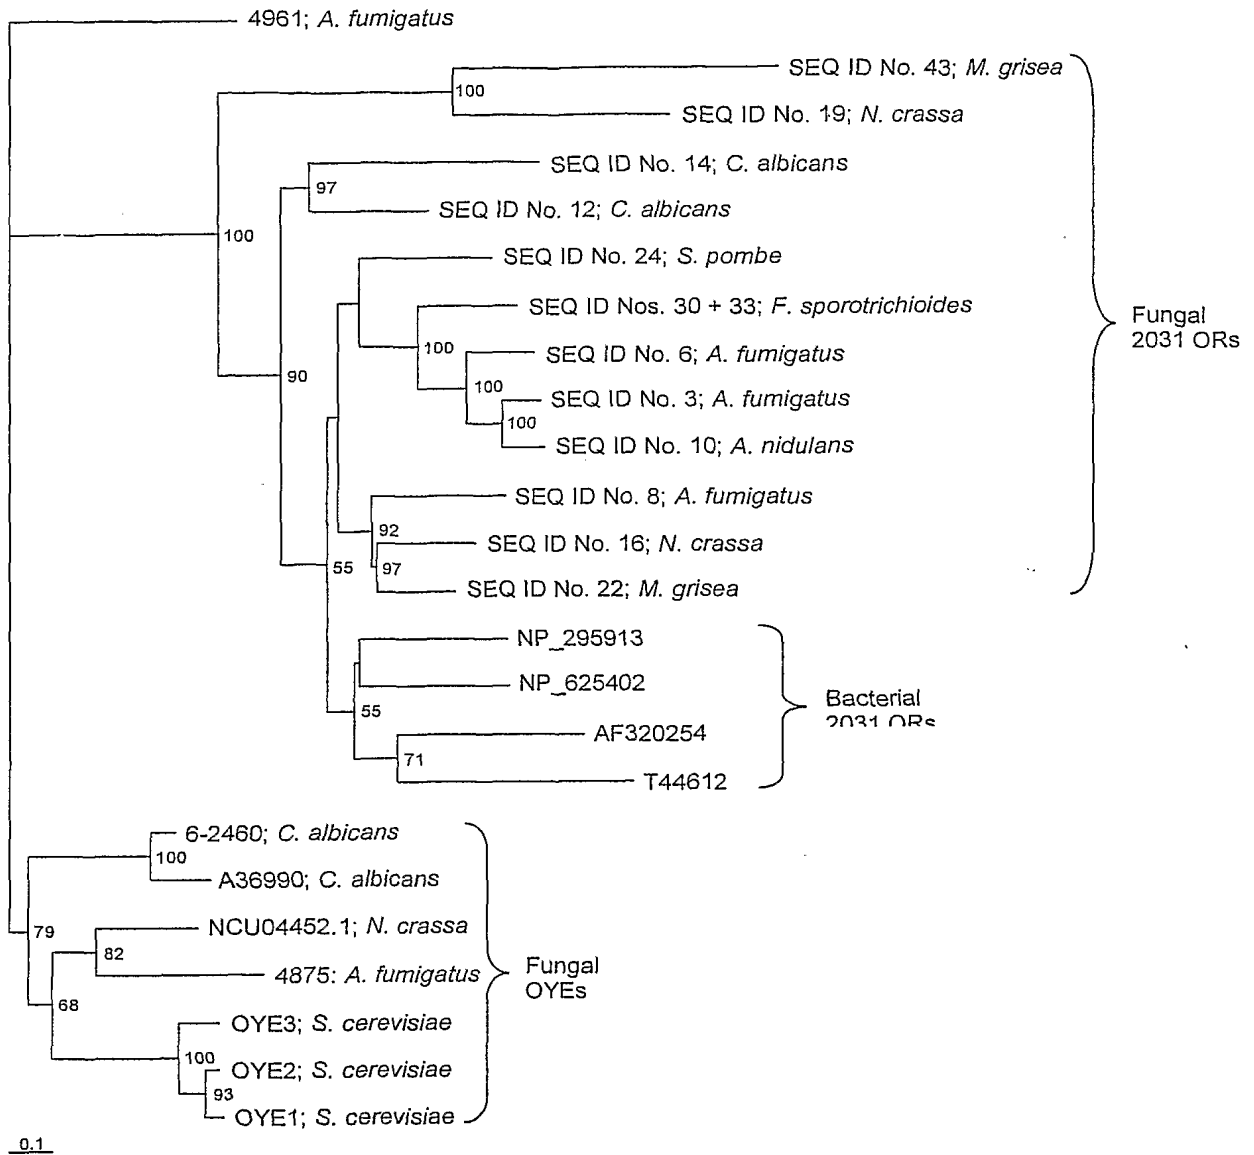 4961; A. fumigatus
SEQ ID No. 43; M. grisea
100
SEQ ID No. 19; N. crassa
SEQ ID No. 14; C. albicans
97
SEQ ID No. 12; C. albicans
100
SEQ ID No. 24; S. pombe
SEQ ID Nos. 30 + 33; F. sporotrichioides
Fungal
2031 ORs
100
SEQ ID No. 6; A. fumigatus
90
100
SEQ ID No. 3; A. fumigatus
100
SEQ ID No. 10; A. nidulans
SEQ ID No. 8; A. fumigatus
92
SEQ ID No. 16; N. crassa
55
97
SEQ ID No. 22; M. grisea
NP_295913
NP_625402
Bacterial
2031 ORs
55
AF320254
71
T44612
6-2460; C. albicans
100
A36990; C. albicans
79
NCU04452.1; N. crassa
82
4875: A. fumigatus
Fungal
OYEs
68
OYE3; S. cerevisiae
100
OYE2; S. cerevisiae
93
OYE1; S. cerevisiae
0.1